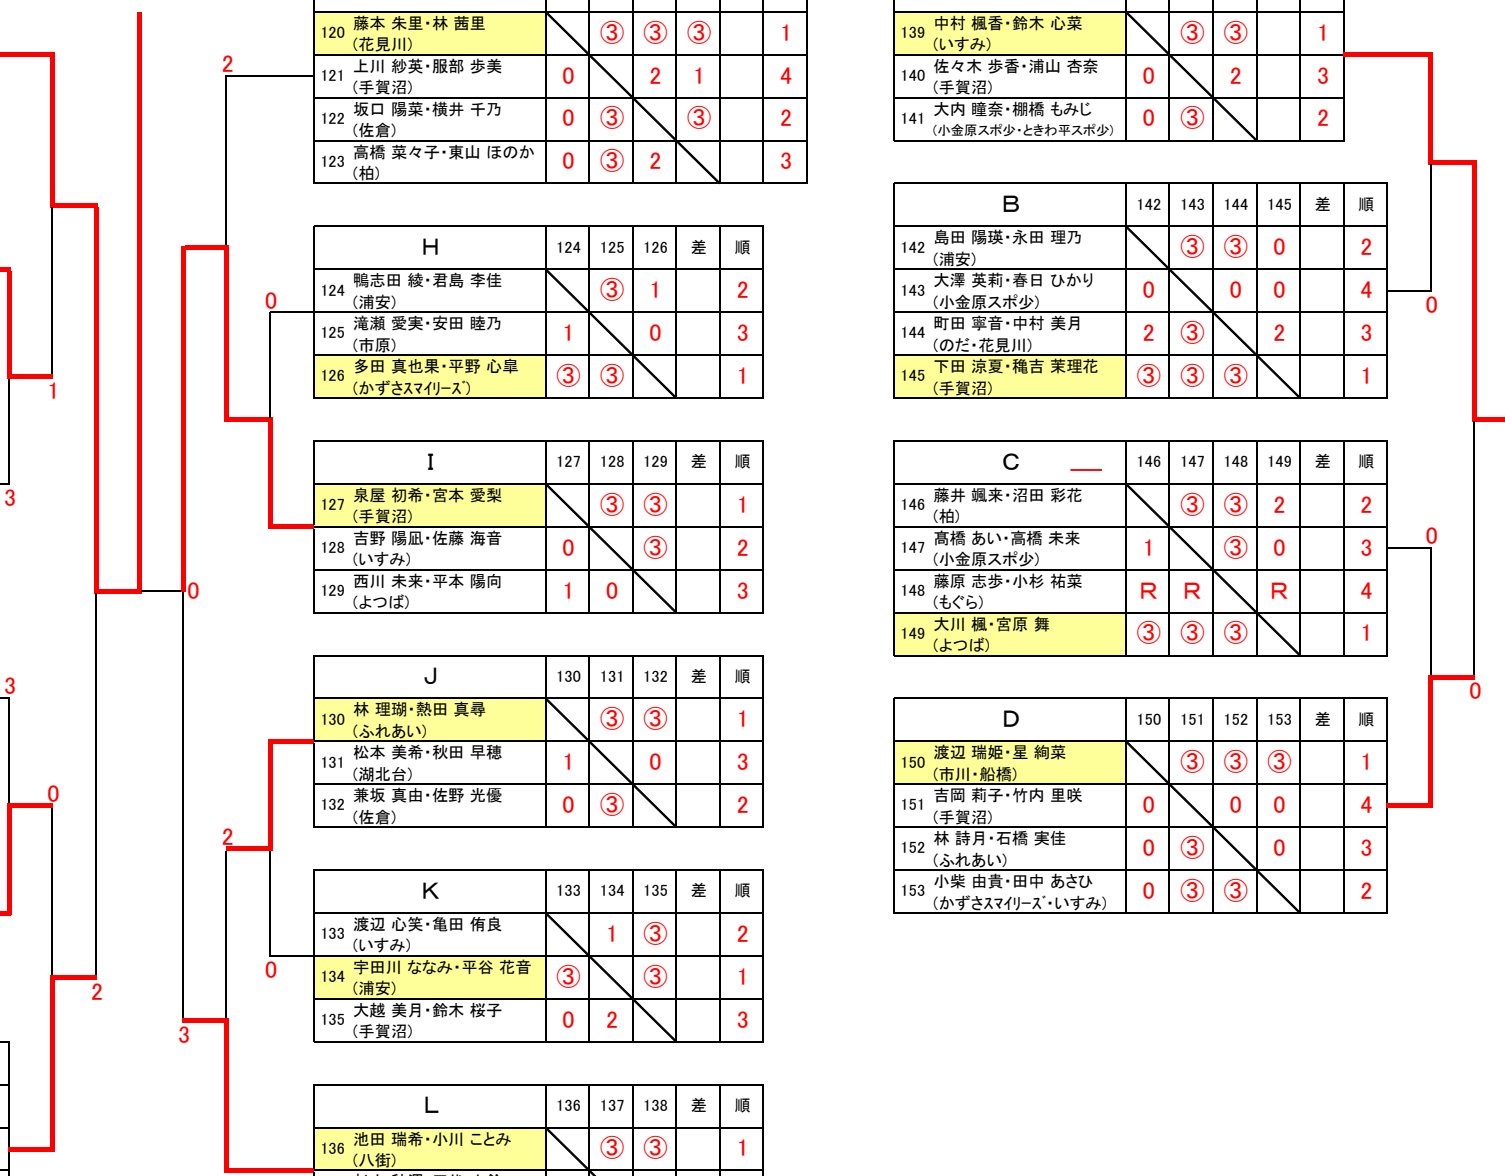 120 藤本 朱里・林 茜里 ③ ③ ③ 1
(花見川)
121 上川 紗英・服部 歩美 0 2 1 4
(手賀沼)
122 坂口 陽菜・横井 千乃 0 ③ ③ 2
(佐倉)
123 高橋 菜々子・東山 ほのか 0 ③ 2 3
(柏)
H 124 125 126 差 順
124 鴨志田 綾・君島 李佳 ③ 1 2
(浦安)
125 滝瀬 愛実・安田 睦乃 1 0 3
(市原)
126 多田 真也果・平野 心皐 ③ ③ 1
(かずさスマイリーズ)
I 127 128 129 差 順
127 泉屋 初希・宮本 愛梨 ③ ③ 1
(手賀沼)
128 吉野 陽凪・佐藤 海音 0 ③ 2
(いすみ)
129 西川 未来・平本 陽向 1 0 3
(よつば)
J 130 131 132 差 順
130 林 理瑚・熱田 真尋 ③ ③ 1
(ふれあい)
131 松本 美希・秋田 早穂 1 0 3
(湖北台)
132 兼坂 真由・佐野 光優 0 ③ 2
(佐倉)
K 133 134 135 差 順
133 渡辺 心笑・亀田 侑良 1 ③ 2
(いすみ)
134 宇田川 ななみ・平谷 花音 ③ ③ 1
(浦安)
135 大越 美月・鈴木 桜子 0 2 3
(手賀沼)
L 136 137 138 差 順
136 池田 瑞希・小川 ことみ ③ ③ 1
(八街)
139 中村 楓香・鈴木 心菜 ③ ③ 1
(いすみ)
140 佐々木 歩香・浦山 杏奈 0 2 3
(手賀沼)
141 大内 瞳奈・棚橋 もみじ 0 ③ 2
(小金原スポ少・ときわ平スポ少)
B 142 143 144 145 差 順
142 島田 陽瑛・永田 理乃 ③ ③ 0 2
(浦安)
143 大澤 英莉・春日 ひかり 0 0 0 4
(小金原スポ少)
144 町田 寧音・中村 美月 2 ③ 2 3
(のだ・花見川)
145 下田 涼夏・穐吉 茉理花 ③ ③ ③ 1
(手賀沼)
C 146 147 148 149 差 順
146 藤井 颯来・沼田 彩花 ③ ③ 2 2
(柏)
147 髙橋 あい・高橋 未来 1 ③ 0 3
(小金原スポ少)
148 藤原 志歩・小杉 祐菜 R R R 4
(もぐら)
149 大川 楓・宮原 舞 ③ ③ ③ 1
(よつば)
D 150 151 152 153 差 順
150 渡辺 瑞姫・星 絢菜 ③ ③ ③ 1
(市川・船橋)
151 吉岡 莉子・竹内 里咲 0 0 0 4
(手賀沼)
152 林 詩月・石橋 実佳 0 ③ 0 3
(ふれあい)
153 小柴 由貴・田中 あさひ 0 ③ ③ 2
(かずさスマイリーズ・いすみ)
2
0
1
3
0
3
0
2
0
2
3
0
0
0